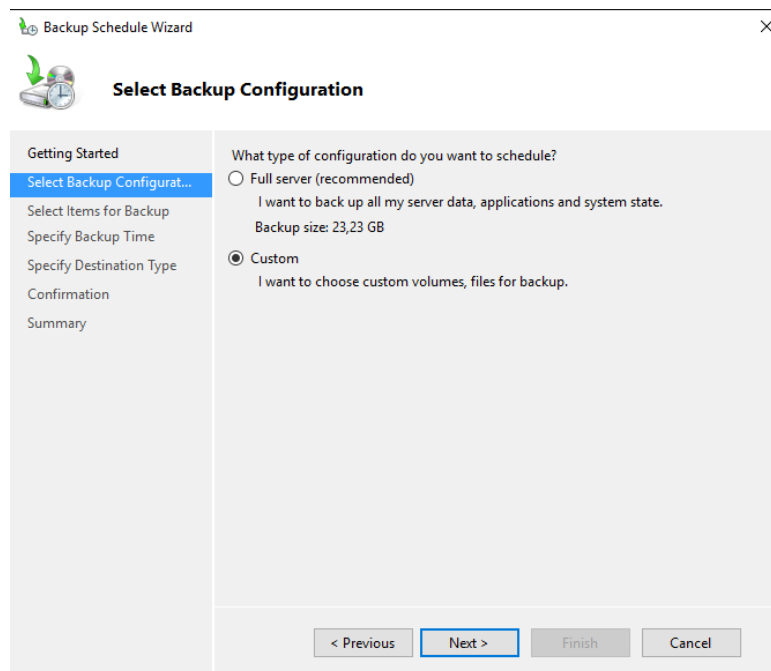 Backup Schedule Wizard
Select Backup Configuration
Getting Started
Select Backup Configurat...
Select Items for Backup
Specify Backup Time
Specify Destination Type
Confirmation
Summary
What type of configuration do you want to schedule?
Full server (recommended)
I want to back up all my server data, applications and system state.
Backup size: 23,23 GB
Custom
I want to choose custom volumes, files for backup.
< Previous
Next >
Finish
Cancel